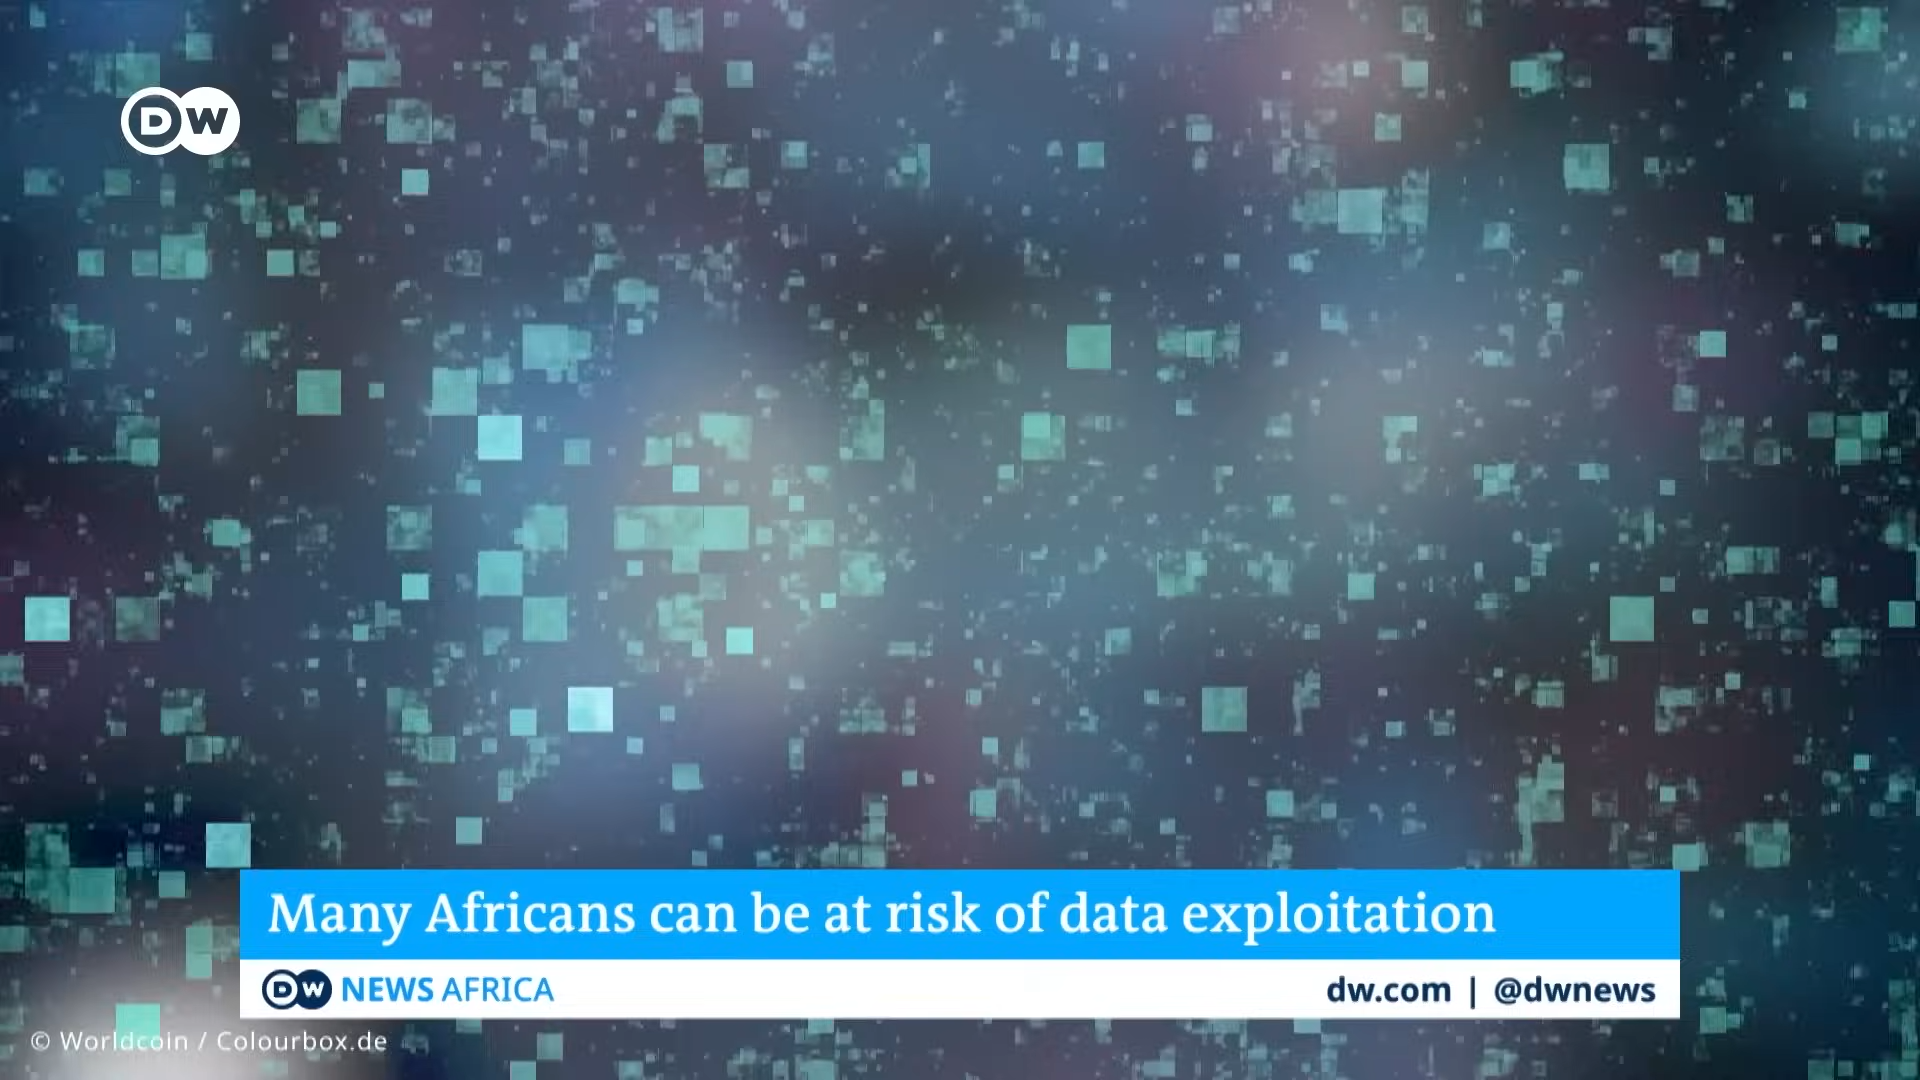 DW
Many Africans can be at risk of data exploitation
DW NEWS AFRICA
dw.com | @dwnews
© Worldcoin / Colourbox.de